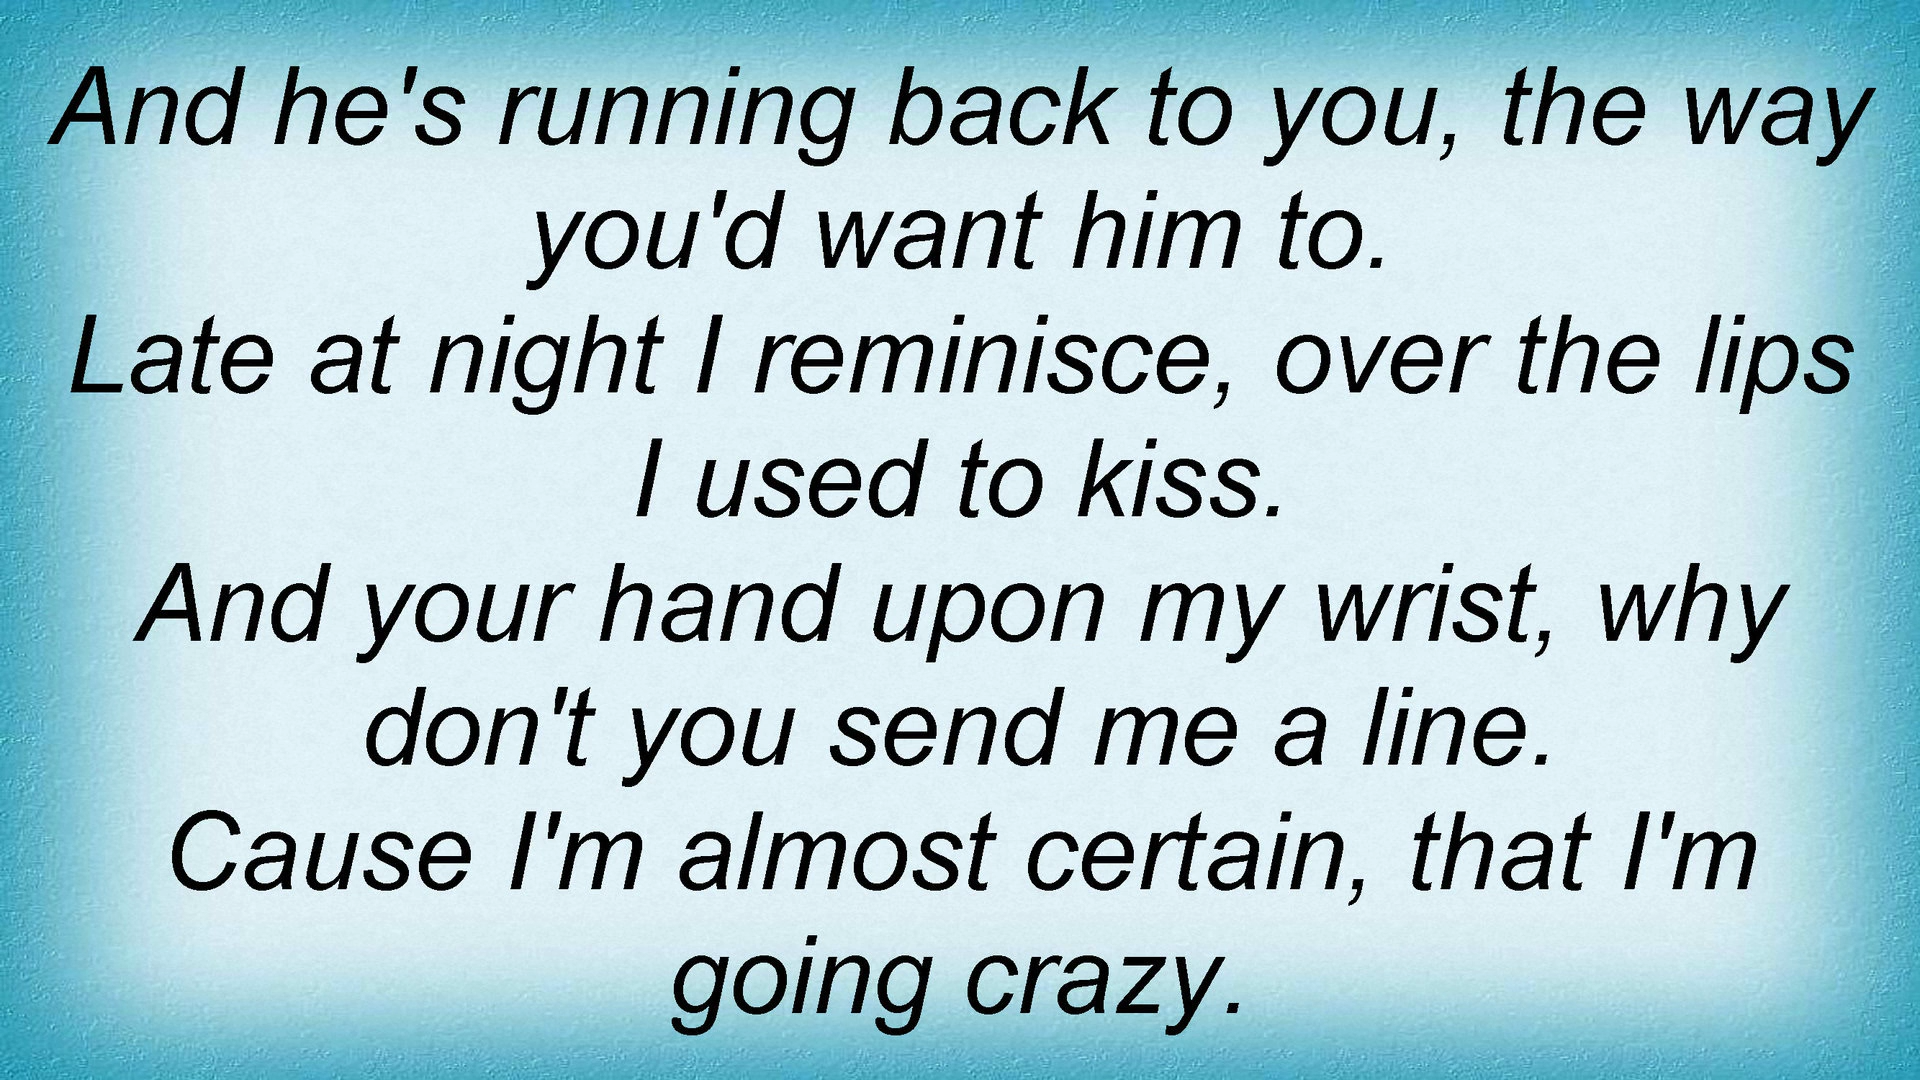 And he's running back to you, the way
you'd want him to.
Late at night I reminisce, over the lips
I used to kiss.
And your hand upon my wrist, why
don't you send me a line.
Cause I'm almost certain, that I'm
going crazy.